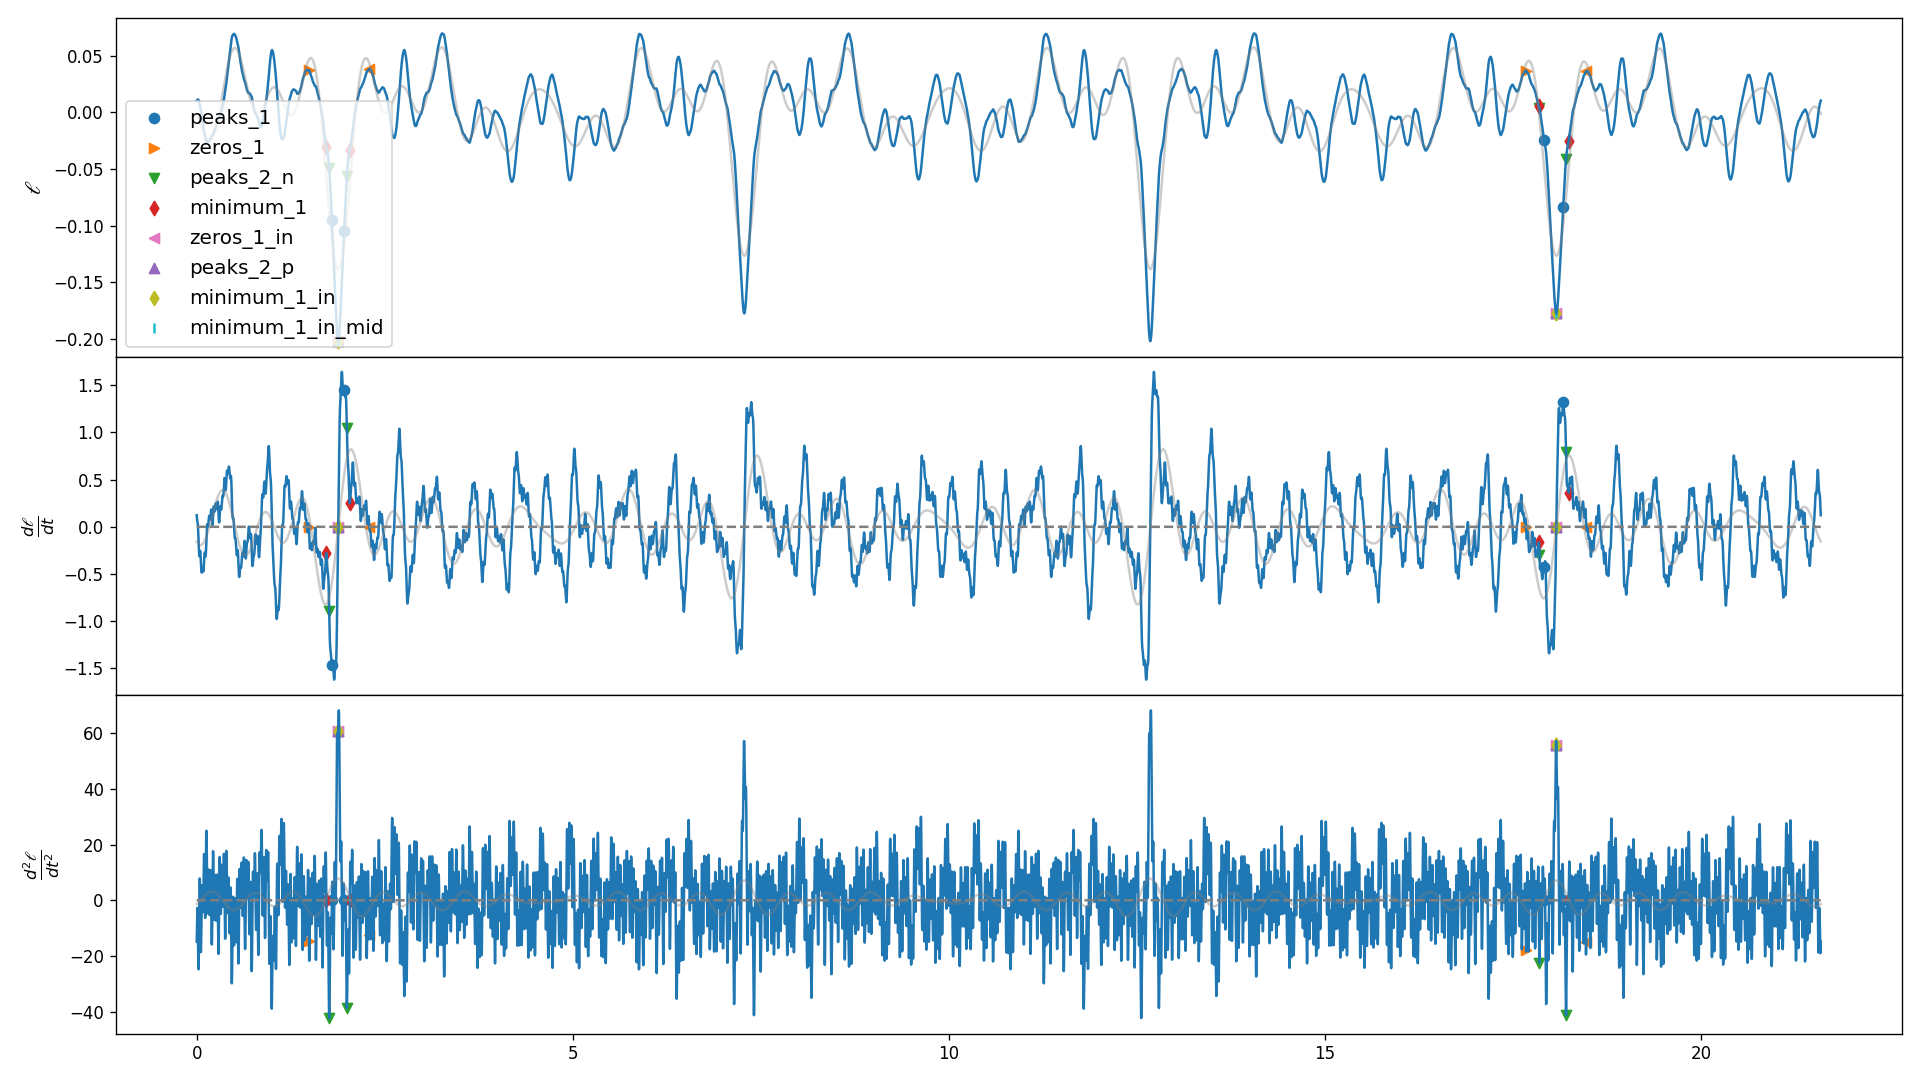 0.05
0.00
−0.05
−0.10
−0.15
−0.20
ℓ
peaks_1
zeros_1
peaks_2_n
minimum_1
zeros_1_in
peaks_2_p
minimum_1_in
minimum_1_in_mid
1.5
1.0
0.5
0.0
−0.5
−1.0
−1.5
dℓ/dt
60
40
20
0
−20
−40
d²ℓ/dt²
0 5 10 15 20